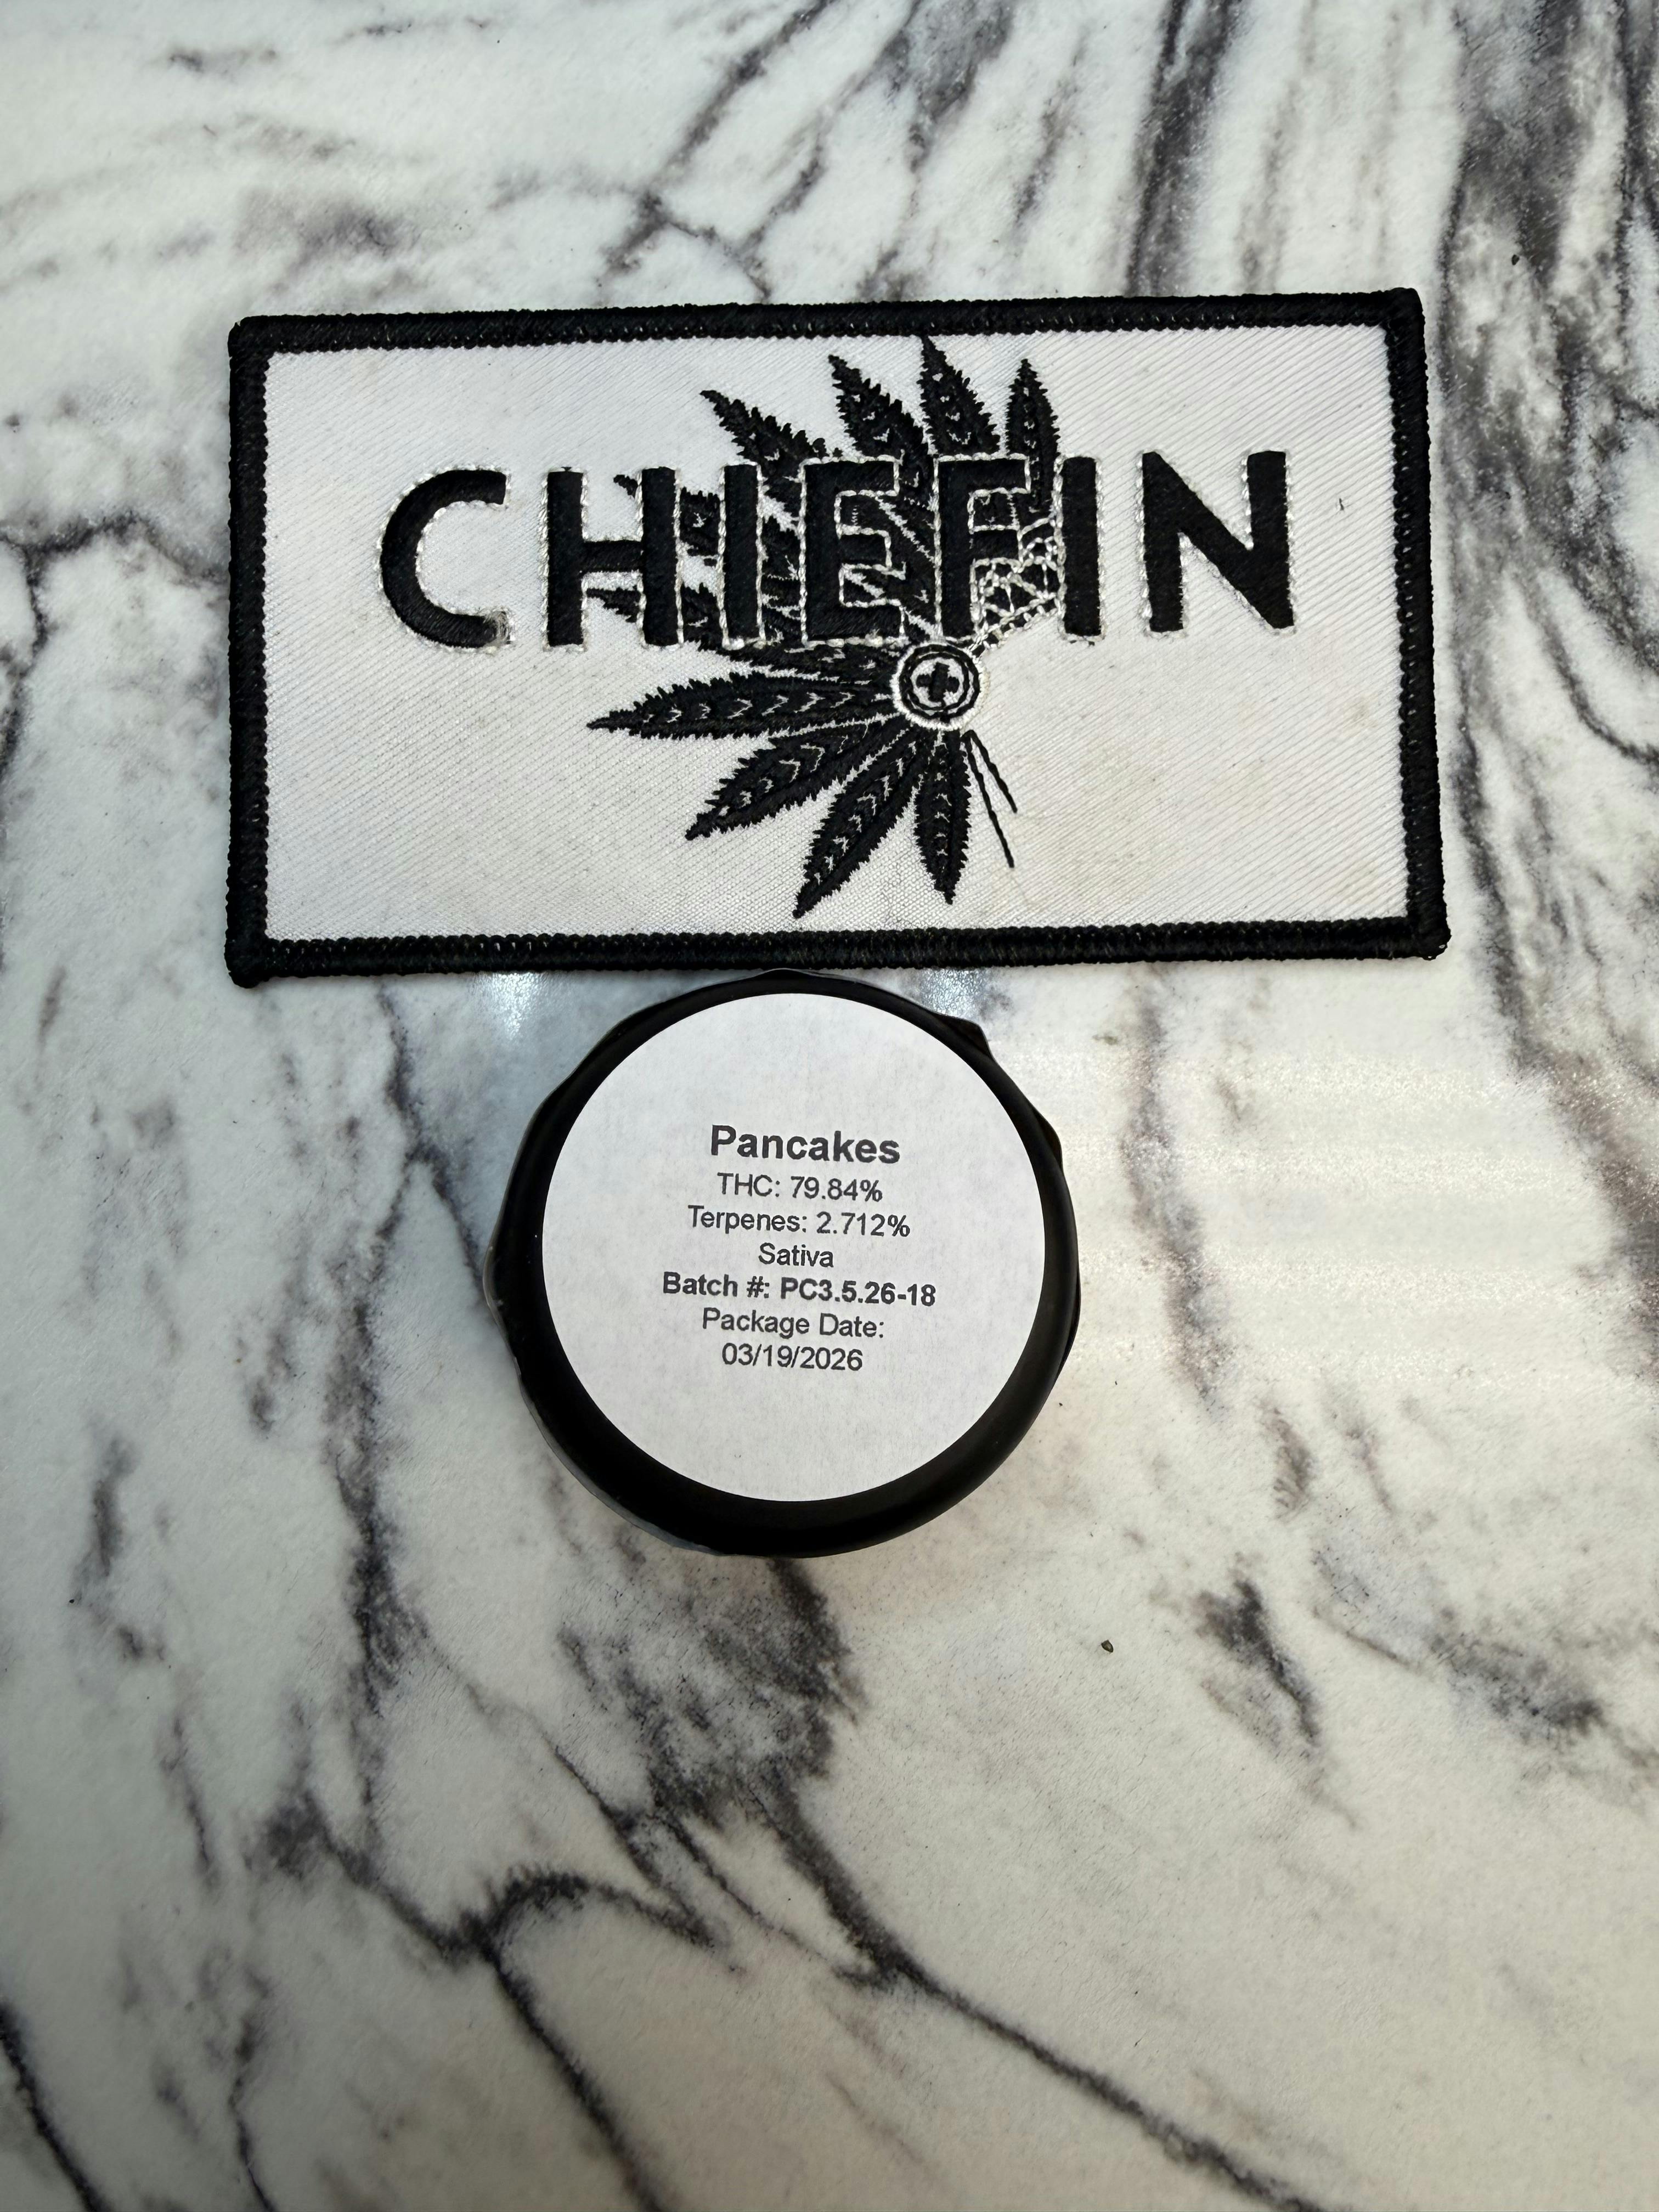 CHIEFIN
Pancakes
THC: 79.84%
Terpenes: 2.712%
Sativa
Batch #: PC3.5.26-18
Package Date:
03/19/2026